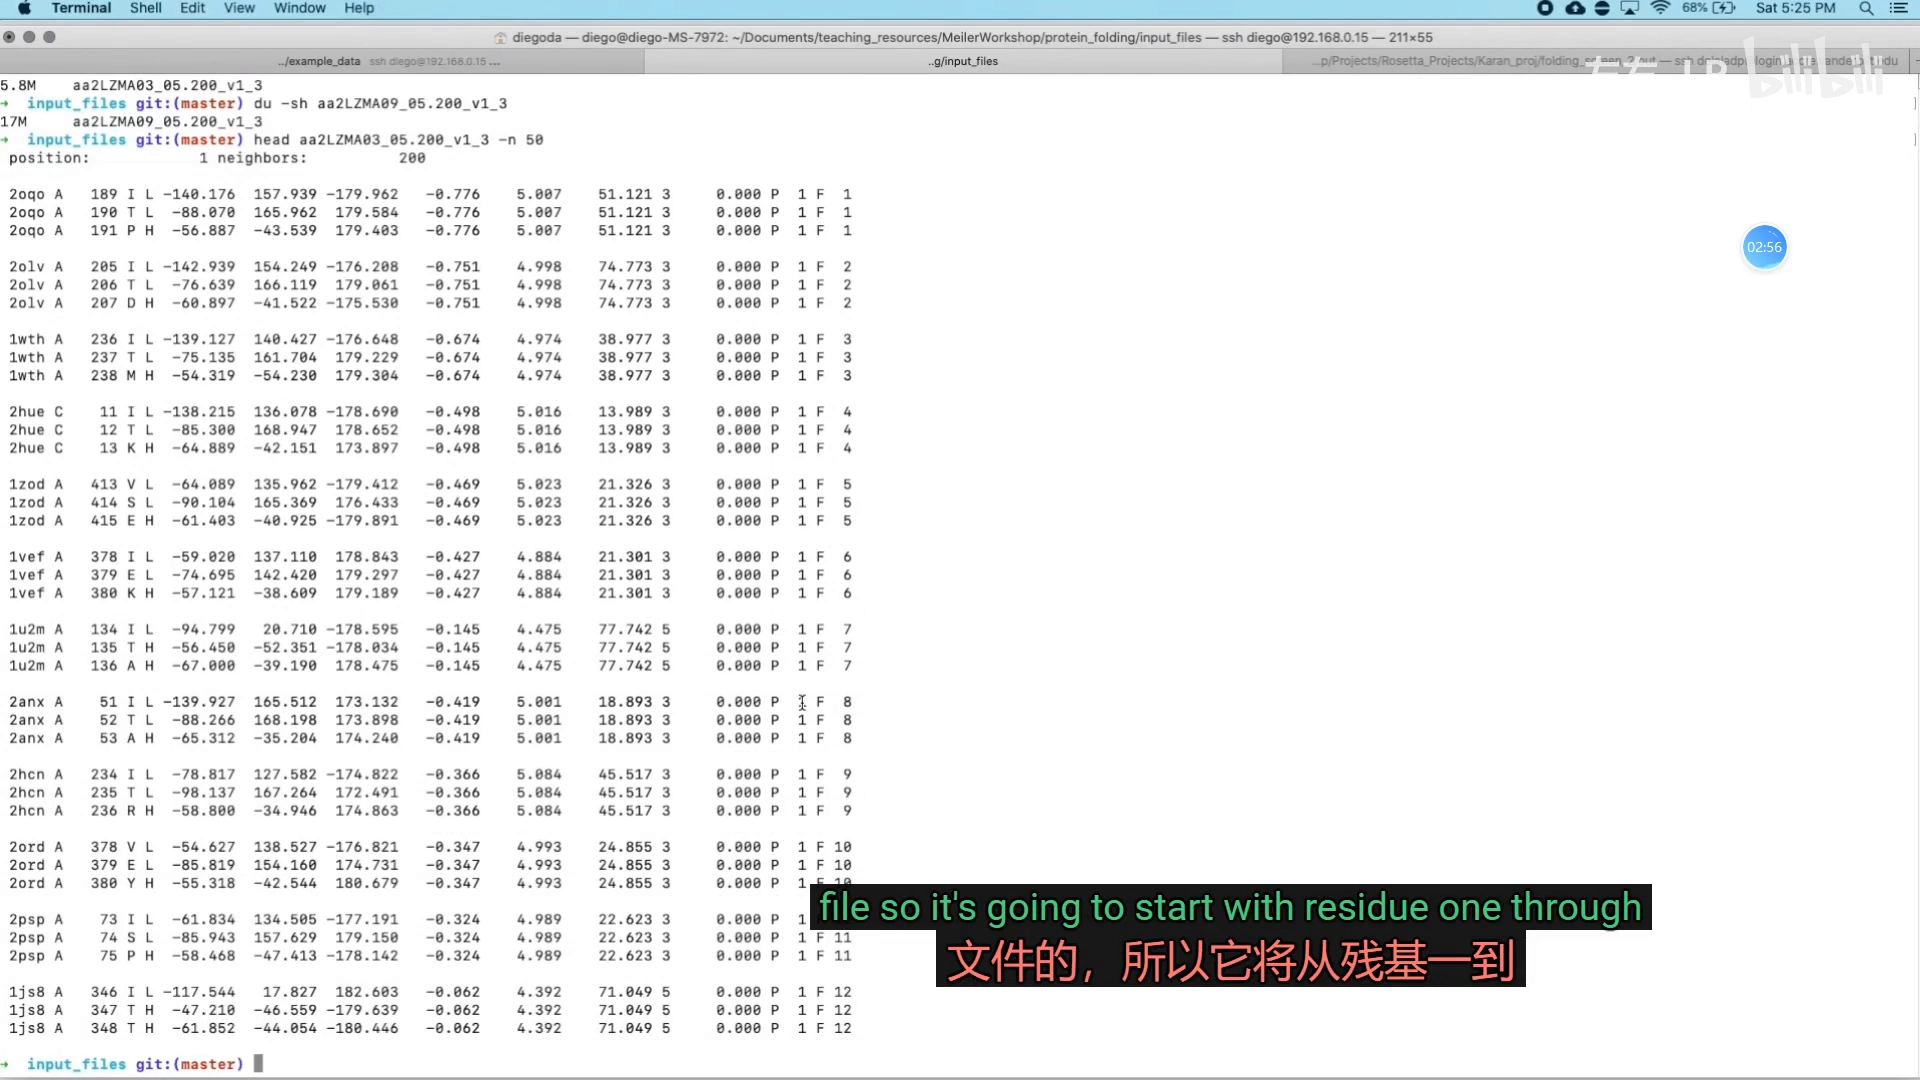 Terminal Shell Edit View Window Help 68% Sat 5:25 PM
diegoda — diego@diego-MS-7972: ~/Documents/teaching_resources/MeilerWorkshop/protein_folding/input_files — ssh diego@192.168.0.15 — 211×55
../example_data ssh diego@192.168.0.15 ... ..g/input_files ...p/Projects/Rosetta_Projects/Karan_proj/folding_screen_2
bilibili
5.8M aa2LZMA03_05.200_v1_3
→ input_files git:(master) du -sh aa2LZMA09_05.200_v1_3
17M aa2LZMA09_05.200_v1_3
→ input_files git:(master) head aa2LZMA03_05.200_v1_3 -n 50
position: 1 neighbors: 200
2oqo A 189 I L -140.176 157.939 -179.962 -0.776 5.007 51.121 3 0.000 P 1 F 1
2oqo A 190 T L -88.070 165.962 179.584 -0.776 5.007 51.121 3 0.000 P 1 F 1
2oqo A 191 P H -56.887 -43.539 179.403 -0.776 5.007 51.121 3 0.000 P 1 F 1
02:56
2olv A 205 I L -142.939 154.249 -176.208 -0.751 4.998 74.773 3 0.000 P 1 F 2
2olv A 206 T L -76.639 166.119 179.061 -0.751 4.998 74.773 3 0.000 P 1 F 2
2olv A 207 D H -60.897 -41.522 -175.530 -0.751 4.998 74.773 3 0.000 P 1 F 2
1wth A 236 I L -139.127 140.427 -176.648 -0.674 4.974 38.977 3 0.000 P 1 F 3
1wth A 237 T L -75.135 161.704 179.229 -0.674 4.974 38.977 3 0.000 P 1 F 3
1wth A 238 M H -54.319 -54.230 179.304 -0.674 4.974 38.977 3 0.000 P 1 F 3
2hue C 11 I L -138.215 136.078 -178.690 -0.498 5.016 13.989 3 0.000 P 1 F 4
2hue C 12 T L -85.300 168.947 178.652 -0.498 5.016 13.989 3 0.000 P 1 F 4
2hue C 13 K H -64.889 -42.151 173.897 -0.498 5.016 13.989 3 0.000 P 1 F 4
1zod A 413 V L -64.089 135.962 -179.412 -0.469 5.023 21.326 3 0.000 P 1 F 5
1zod A 414 S L -90.104 165.369 176.433 -0.469 5.023 21.326 3 0.000 P 1 F 5
1zod A 415 E H -61.403 -40.925 -179.891 -0.469 5.023 21.326 3 0.000 P 1 F 5
1vef A 378 I L -59.020 137.110 178.843 -0.427 4.884 21.301 3 0.000 P 1 F 6
1vef A 379 E L -74.695 142.420 179.297 -0.427 4.884 21.301 3 0.000 P 1 F 6
1vef A 380 K H -57.121 -38.609 179.189 -0.427 4.884 21.301 3 0.000 P 1 F 6
1u2m A 134 I L -94.799 20.710 -178.595 -0.145 4.475 77.742 5 0.000 P 1 F 7
1u2m A 135 T H -56.450 -52.351 -178.034 -0.145 4.475 77.742 5 0.000 P 1 F 7
1u2m A 136 A H -67.000 -39.190 178.475 -0.145 4.475 77.742 5 0.000 P 1 F 7
2anx A 51 I L -139.927 165.512 173.132 -0.419 5.001 18.893 3 0.000 P 1 F 8
2anx A 52 T L -88.266 168.198 173.898 -0.419 5.001 18.893 3 0.000 P 1 F 8
2anx A 53 A H -65.312 -35.204 174.240 -0.419 5.001 18.893 3 0.000 P 1 F 8
2hcn A 234 I L -78.817 127.582 -174.822 -0.366 5.084 45.517 3 0.000 P 1 F 9
2hcn A 235 T L -98.137 167.264 172.491 -0.366 5.084 45.517 3 0.000 P 1 F 9
2hcn A 236 R H -58.800 -34.946 174.863 -0.366 5.084 45.517 3 0.000 P 1 F 9
2ord A 378 V L -54.627 138.527 -176.821 -0.347 4.993 24.855 3 0.000 P 1 F 10
2ord A 379 E L -85.819 154.160 174.731 -0.347 4.993 24.855 3 0.000 P 1 F 10
2ord A 380 Y H -55.318 -42.544 180.679 -0.347 4.993 24.855 3 0.000 P 1 F 10
2psp A 73 I L -61.834 134.505 -177.191 -0.324 4.989 22.623 3 0.000 P
2psp A 74 S L -85.943 157.629 179.150 -0.324 4.989 22.623 3 0.000 P 1 F 11
2psp A 75 P H -58.468 -47.413 -178.142 -0.324 4.989 22.623 3 0.000 P 1 F 11
file so it's going to start with residue one through
文件的，所以它将从残基一到
1js8 A 346 I L -117.544 17.827 182.603 -0.062 4.392 71.049 5 0.000 P 1 F 12
1js8 A 347 T H -47.210 -46.559 -179.639 -0.062 4.392 71.049 5 0.000 P 1 F 12
1js8 A 348 T H -61.852 -44.054 -180.446 -0.062 4.392 71.049 5 0.000 P 1 F 12
→ input_files git:(master)